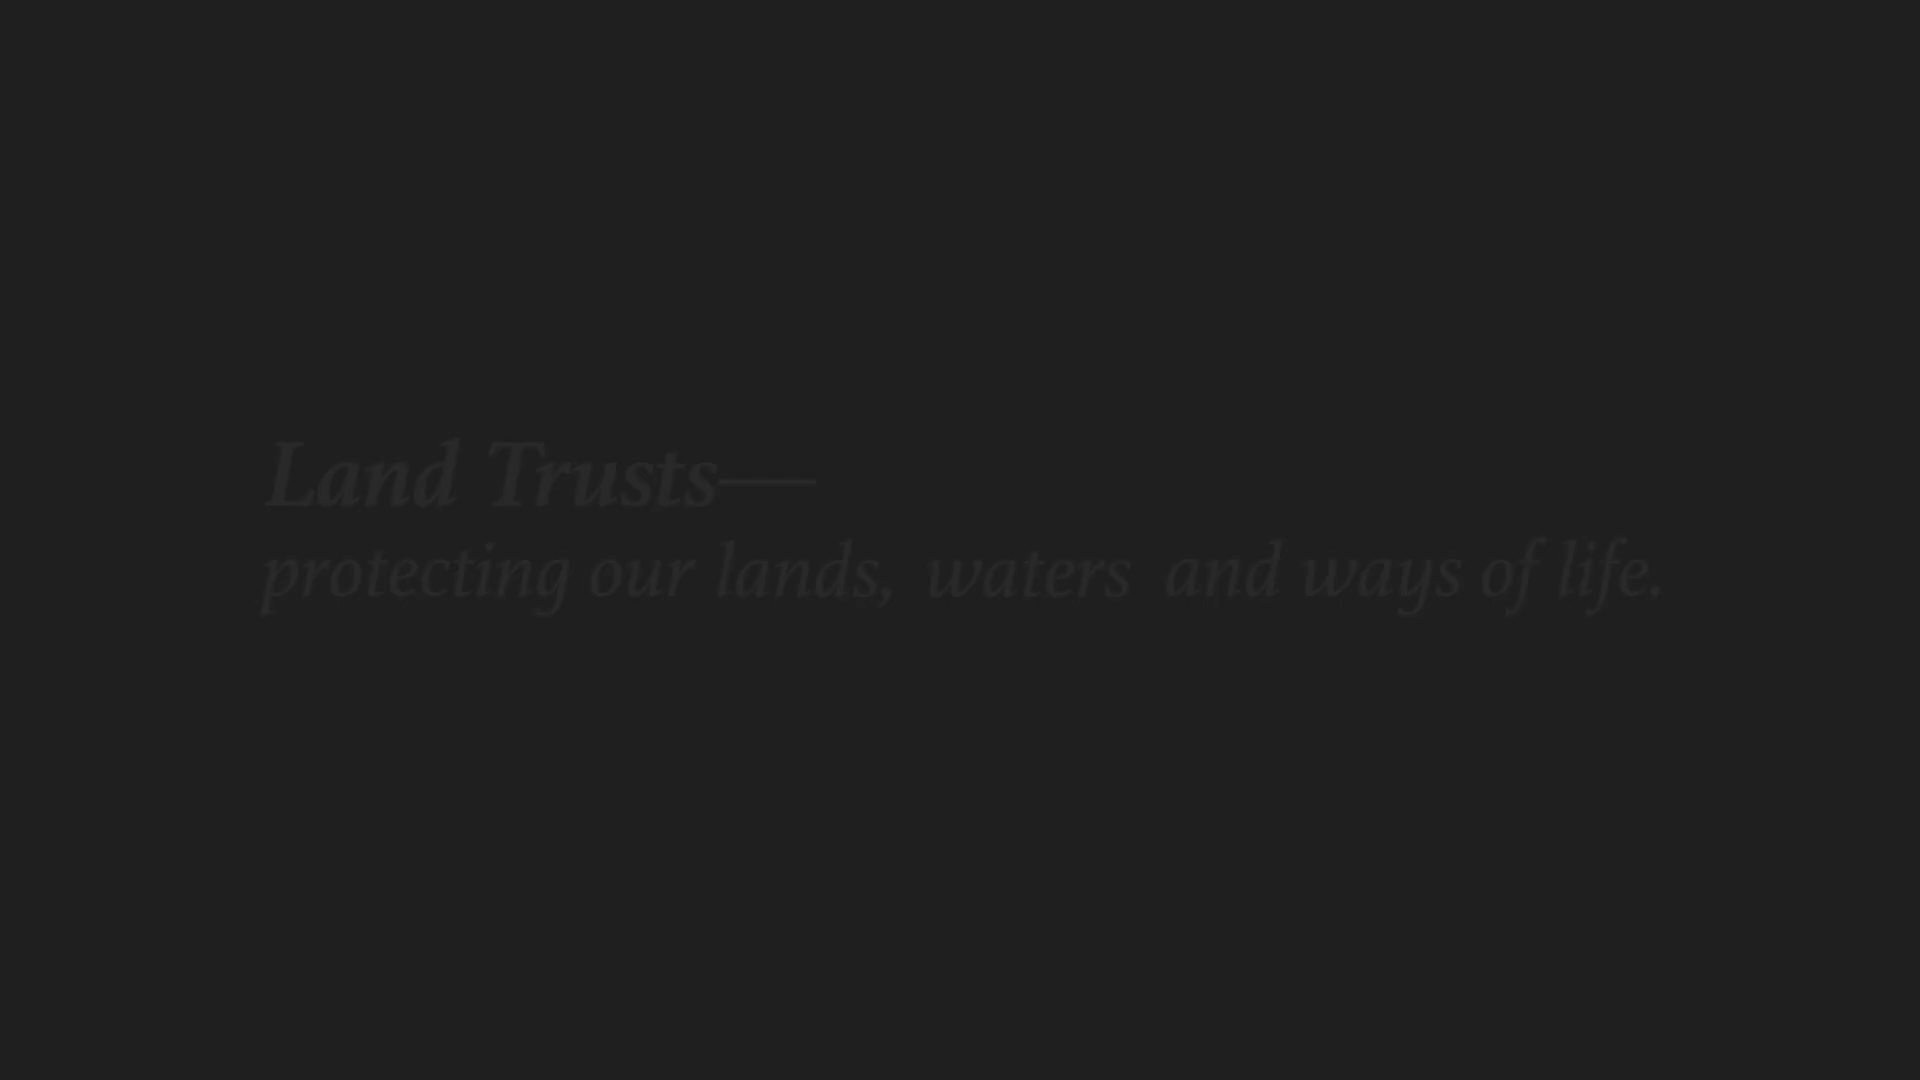 Land Trusts—
protecting our lands, waters and ways of life.